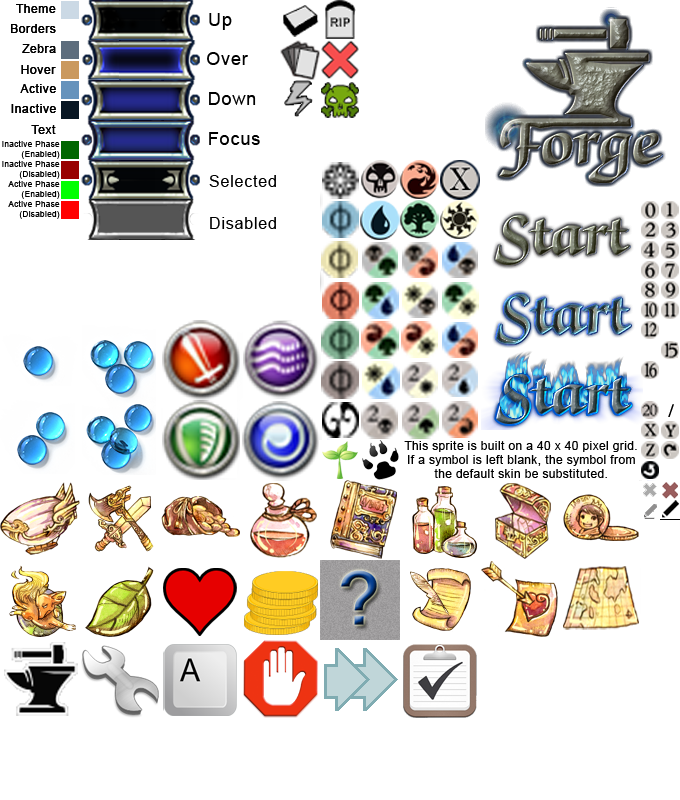 Theme
Borders
Zebra
Hover
Active
Inactive
Text
Inactive Phase
(Enabled)
Inactive Phase
(Disabled)
Active Phase
(Enabled)
Active Phase
(Disabled)
Up
Over
Down
Focus
Selected
Disabled
RIP
Forge
X
Start
Start
Start
0 1
2 3
4 5
6 7
8 9
10 11
12
15
16
20 /
X Y
Z
2 2 2
2 2 2
This sprite is built on a 40 x 40 pixel grid.
If a symbol is left blank, the symbol from
the default skin be substituted.
?
A